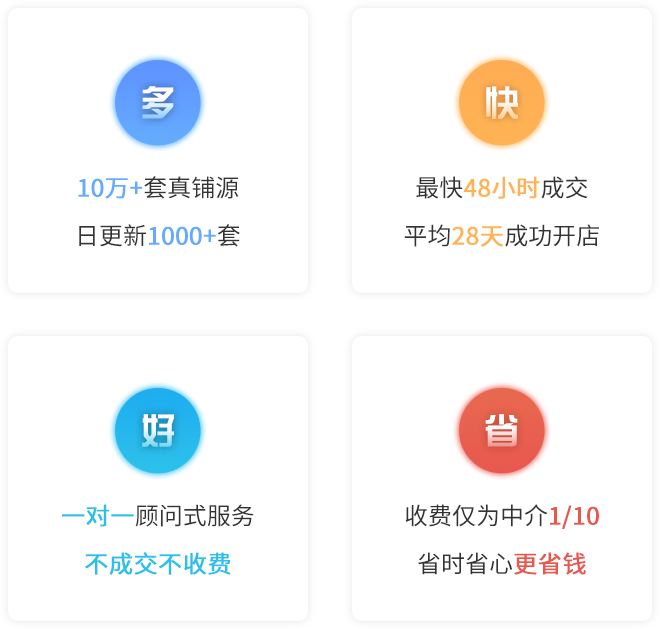 多
10万+套真铺源
日更新1000+套
快
最快48小时成交
平均28天成功开店
好
一对一顾问式服务
不成交不收费
省
收费仅为中介1/10
省时省心更省钱